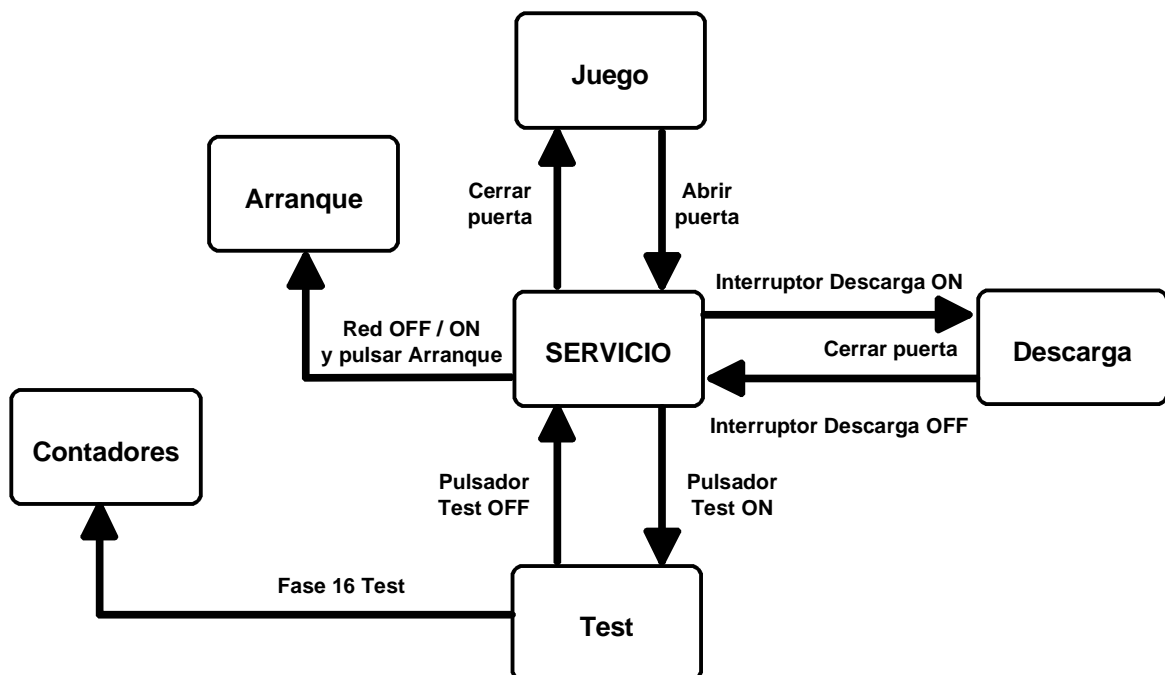 Juego
Arranque
Cerrar
puerta
Abrir
puerta
Interruptor Descarga ON
Red OFF / ON
y pulsar Arranque
SERVICIO
Cerrar puerta
Descarga
Interruptor Descarga OFF
Contadores
Pulsador
Test OFF
Pulsador
Test ON
Fase 16 Test
Test